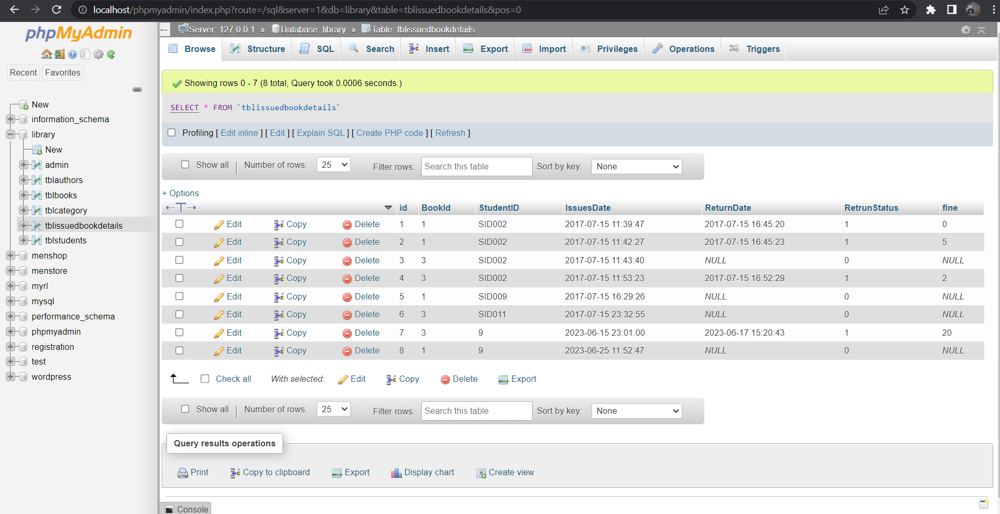 localhost/phpmyadmin/index.php?route=/sql&server=1&db=library&table=tblissuedbookdetails&pos=0
phpMyAdmin
Recent Favorites
New
information_schema
library
New
admin
tblauthors
tblbooks
tblcategory
tblissuedbookdetails
tblstudents
menshop
menstore
myrl
mysql
performance_schema
phpmyadmin
registration
test
wordpress
Server: 127.0.0.1 » Database: library » Table: tblissuedbookdetails
Browse Structure SQL Search Insert Export Import Privileges Operations Triggers
Showing rows 0 - 7 (8 total, Query took 0.0006 seconds.)
SELECT * FROM `tblissuedbookdetails`
Profiling [ Edit inline ] [ Edit ] [ Explain SQL ] [ Create PHP code ] [ Refresh ]
Show all | Number of rows: 25 Filter rows: Search this table Sort by key: None
+ Options
←T→ id BookId StudentID IssuesDate ReturnDate RetrunStatus fine
Edit Copy Delete 1 1 SID002 2017-07-15 11:39:47 2017-07-15 16:45:20 1 0
Edit Copy Delete 2 1 SID002 2017-07-15 11:42:27 2017-07-15 16:45:23 1 5
Edit Copy Delete 3 3 SID002 2017-07-15 11:43:40 NULL 0 NULL
Edit Copy Delete 4 3 SID002 2017-07-15 11:53:23 2017-07-15 16:52:29 1 2
Edit Copy Delete 5 1 SID009 2017-07-15 16:29:26 NULL 0 NULL
Edit Copy Delete 6 3 SID011 2017-07-15 23:32:55 NULL 0 NULL
Edit Copy Delete 7 3 9 2023-06-15 23:01:00 2023-06-17 15:20:43 1 20
Edit Copy Delete 8 1 9 2023-06-25 11:52:47 NULL 0 NULL
Check all With selected: Edit Copy Delete Export
Show all | Number of rows: 25 Filter rows: Search this table Sort by key: None
Query results operations
Print Copy to clipboard Export Display chart Create view
Console